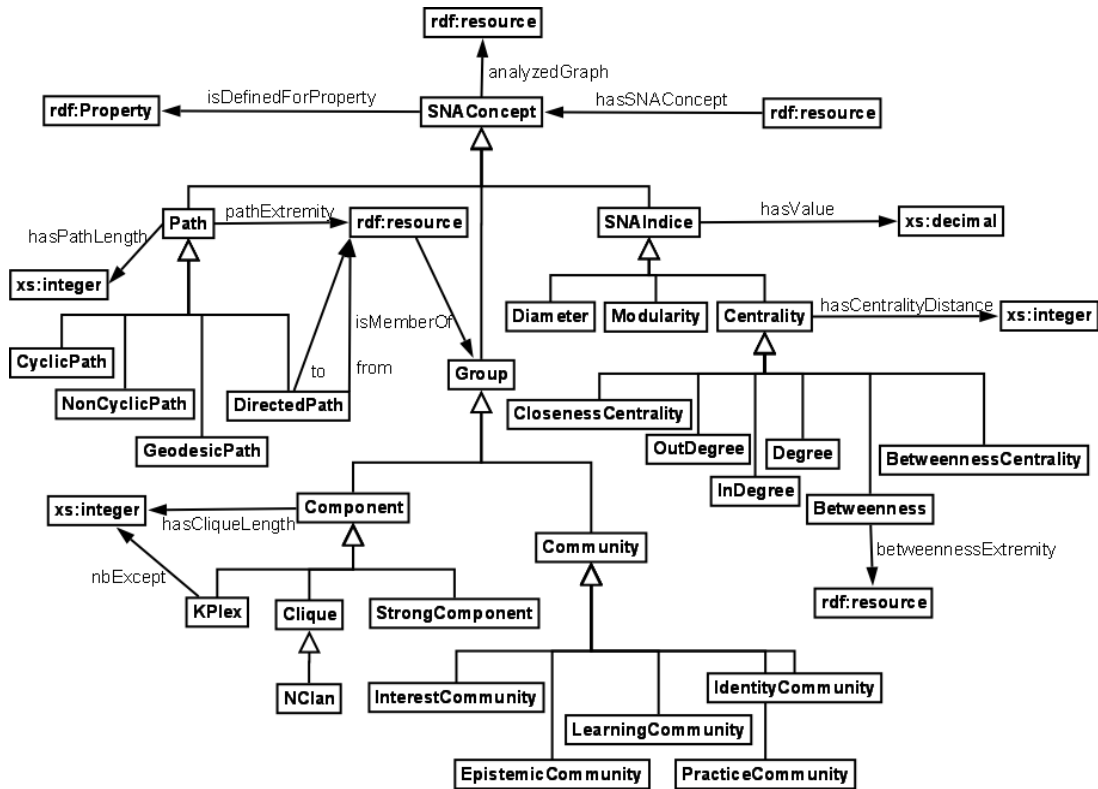 rdf:resource
analyzedGraph
isDefinedForProperty
hasSNAConcept
rdf:Property
SNAConcept
rdf:resource
Path
pathExtremity
rdf:resource
SNAIndice
hasValue
xs:decimal
hasPathLength
xs:integer
Diameter
Modularity
Centrality
hasCentralityDistance
xs:integer
isMemberOf
CyclicPath
to
from
Group
NonCyclicPath
DirectedPath
ClosenessCentrality
GeodesicPath
OutDegree
Degree
BetweennessCentrality
InDegree
xs:integer
hasCliqueLength
Component
Betweenness
Community
betweennessExtremity
nbExcept
KPlex
Clique
StrongComponent
rdf:resource
NClan
InterestCommunity
IdentityCommunity
LearningCommunity
EpistemicCommunity
PracticeCommunity